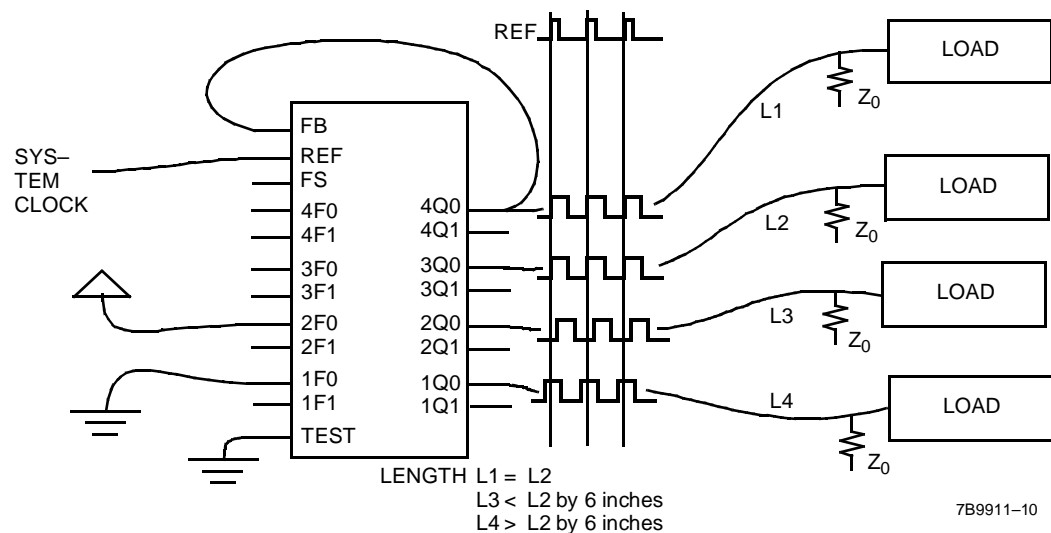 REF
LOAD
Z0
L1
FB
SYS–
TEM
CLOCK
REF
FS
4F0
4F1
3F0
3F1
2F0
2F1
1F0
1F1
TEST
4Q0
4Q1
3Q0
3Q1
2Q0
2Q1
1Q0
1Q1
LOAD
L2
Z0
LOAD
L3
Z0
LOAD
L4
Z0
LENGTH L1 = L2
L3 < L2 by 6 inches
L4 > L2 by 6 inches
7B9911–10